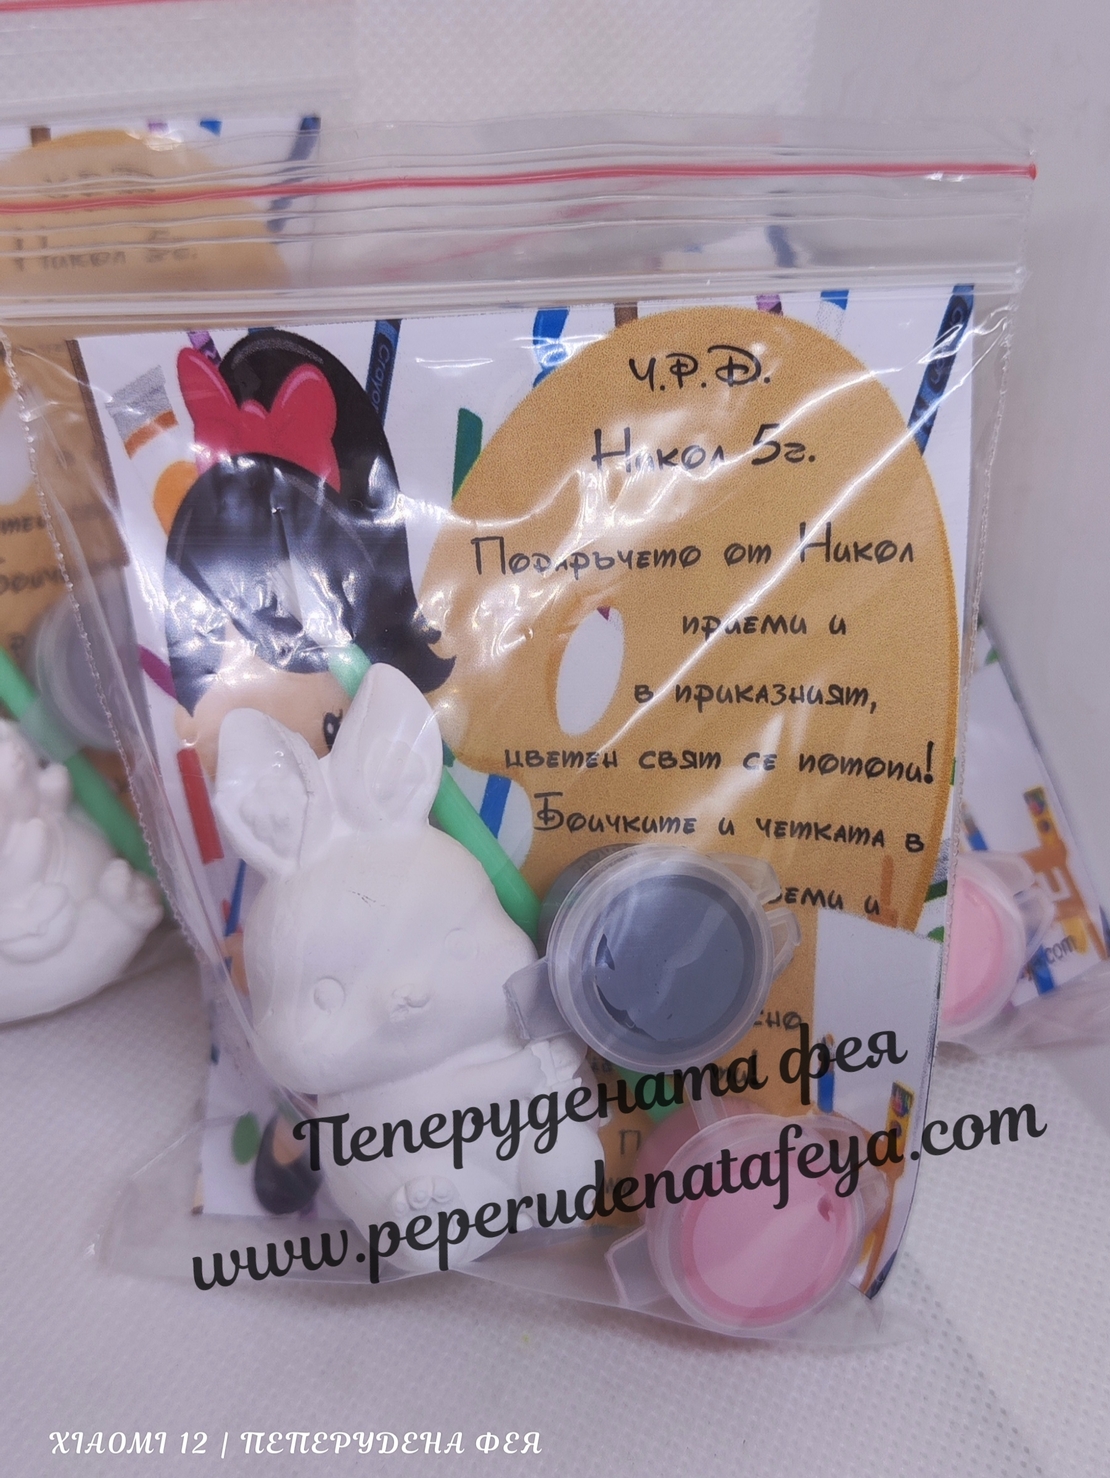 Ч.Р.Д.
Никол 5г.
Подаръчето от Никол
приеми и
в приказният,
цветен свят се потопи!
Боичките и четката в
и
Пеперудената фея
www.peperudenatafeya.com
XIAOMI 12 | ПЕПЕРУДЕНА ФЕЯ